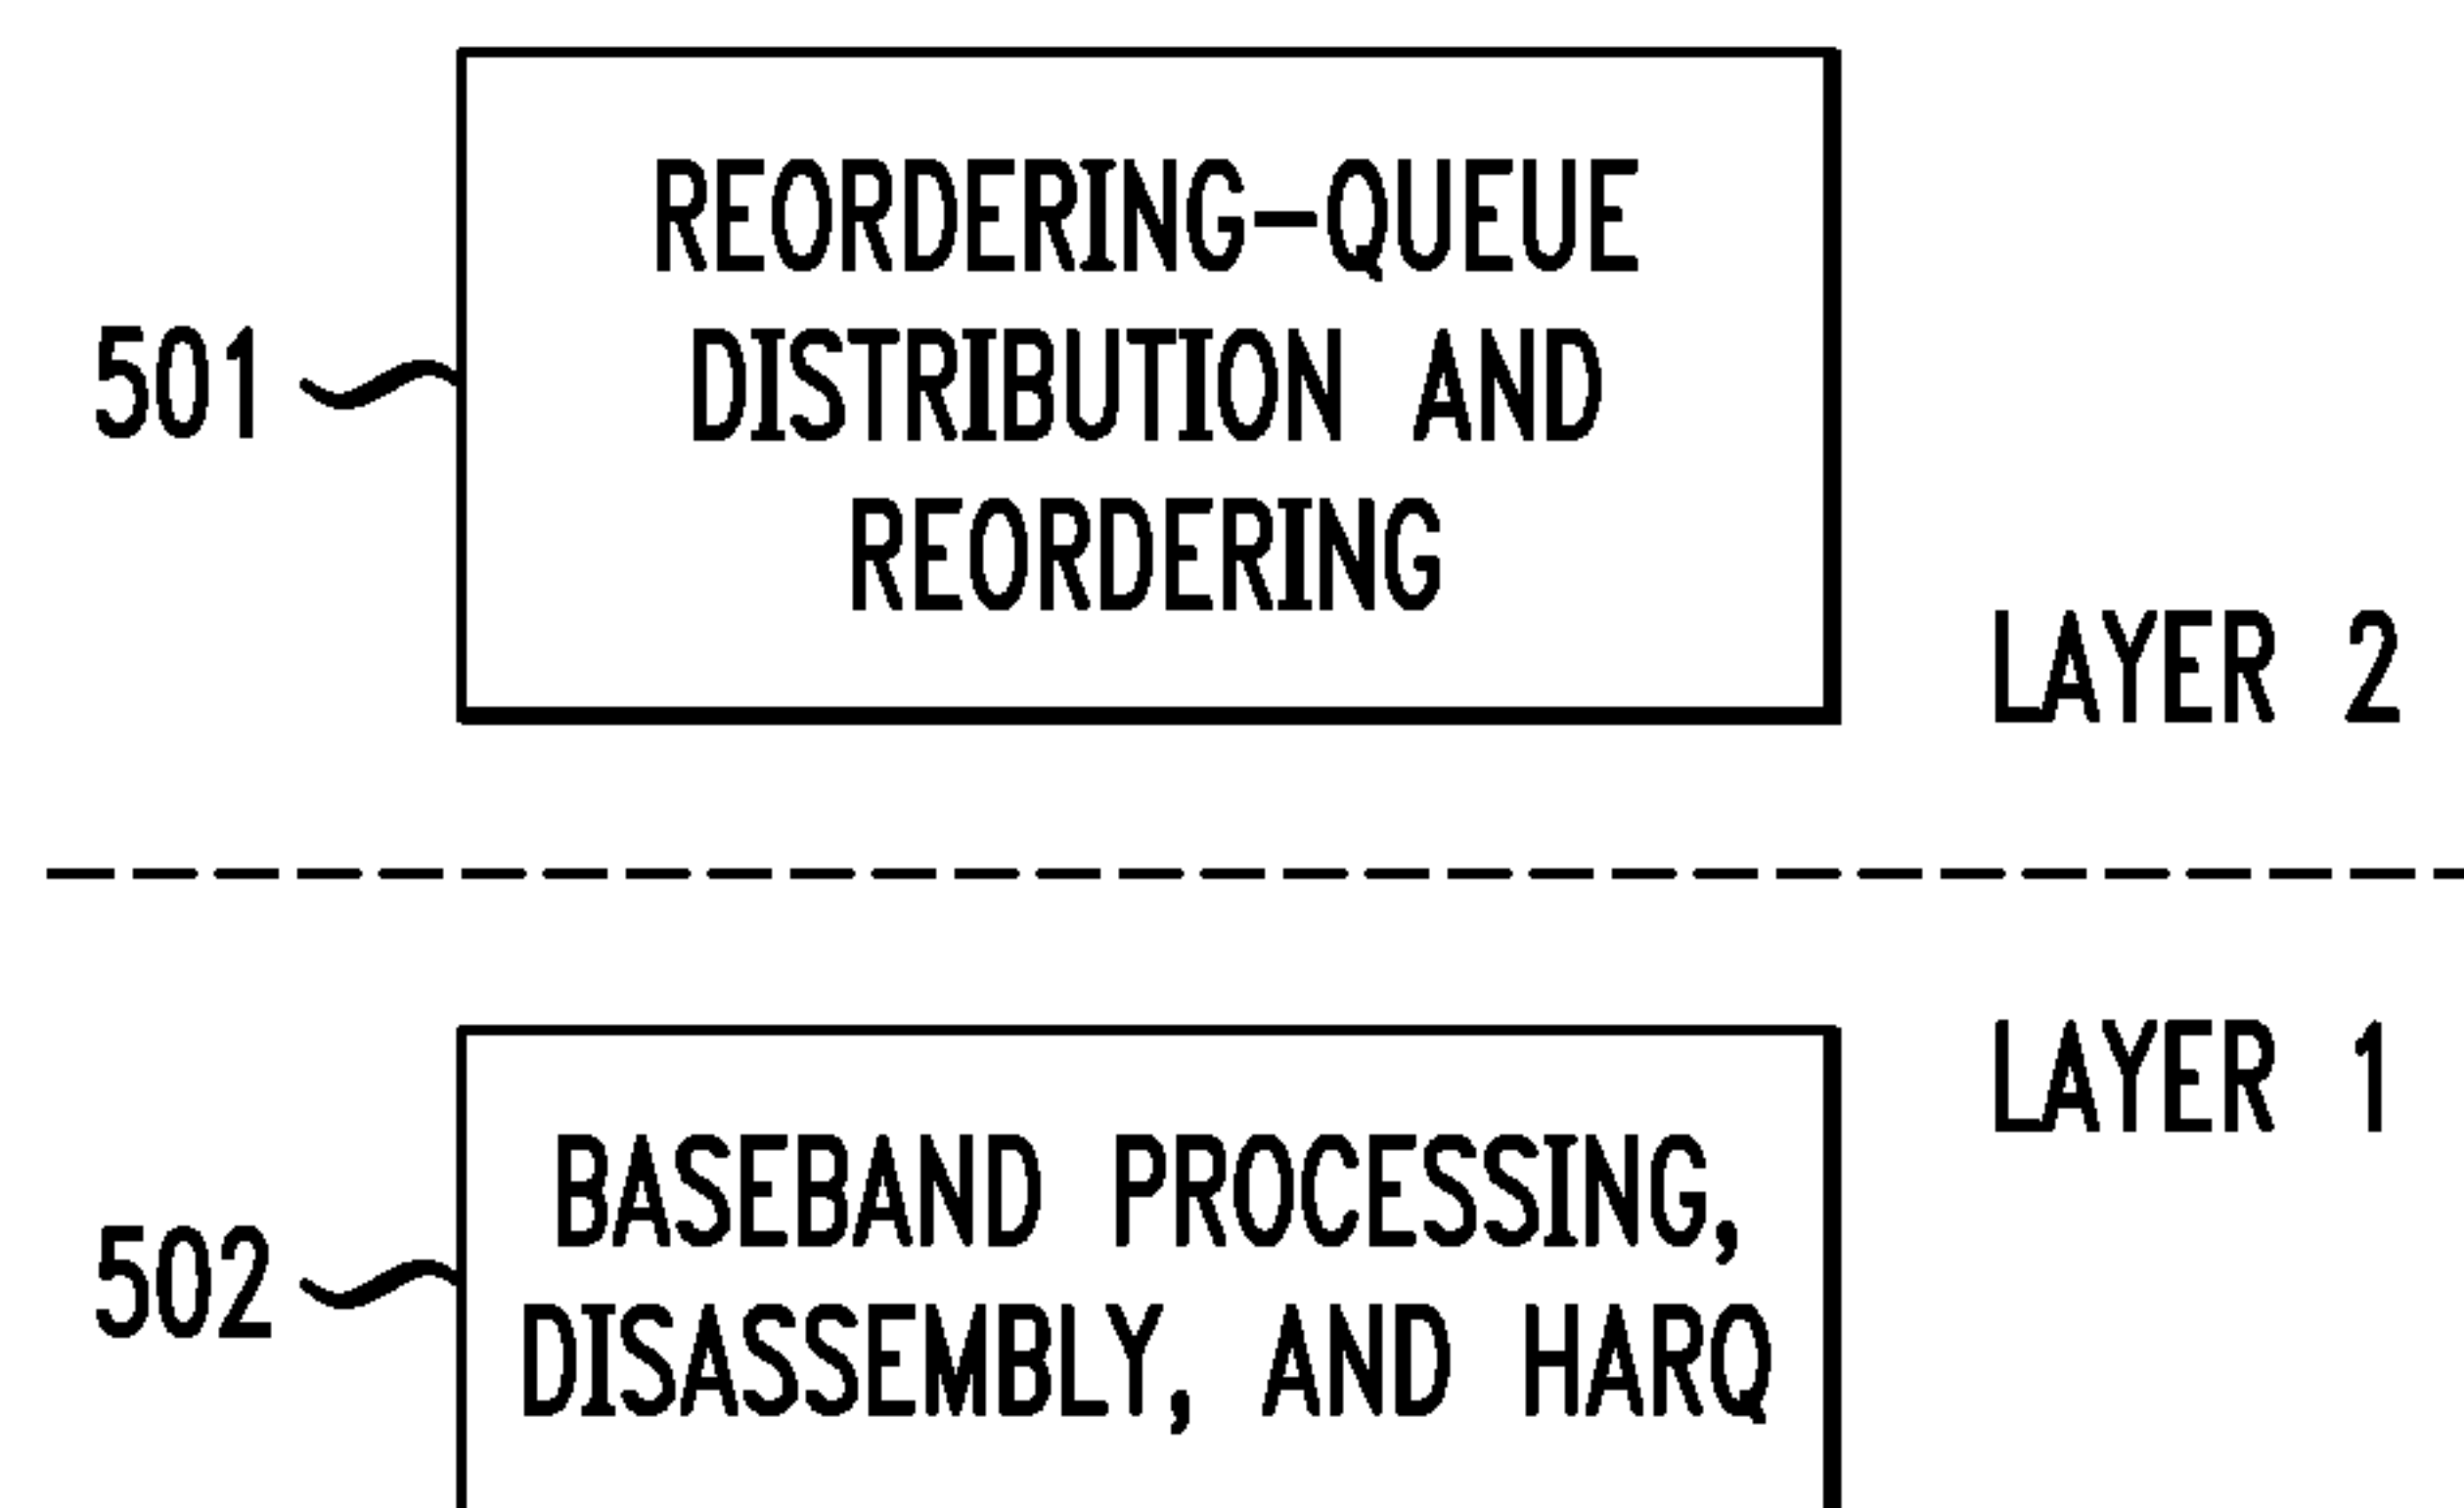 REORDERING-QUEUE
DISTRIBUTION AND
REORDERING
501
LAYER 2
LAYER 1
BASEBAND PROCESSING,
DISASSEMBLY, AND HARQ
502